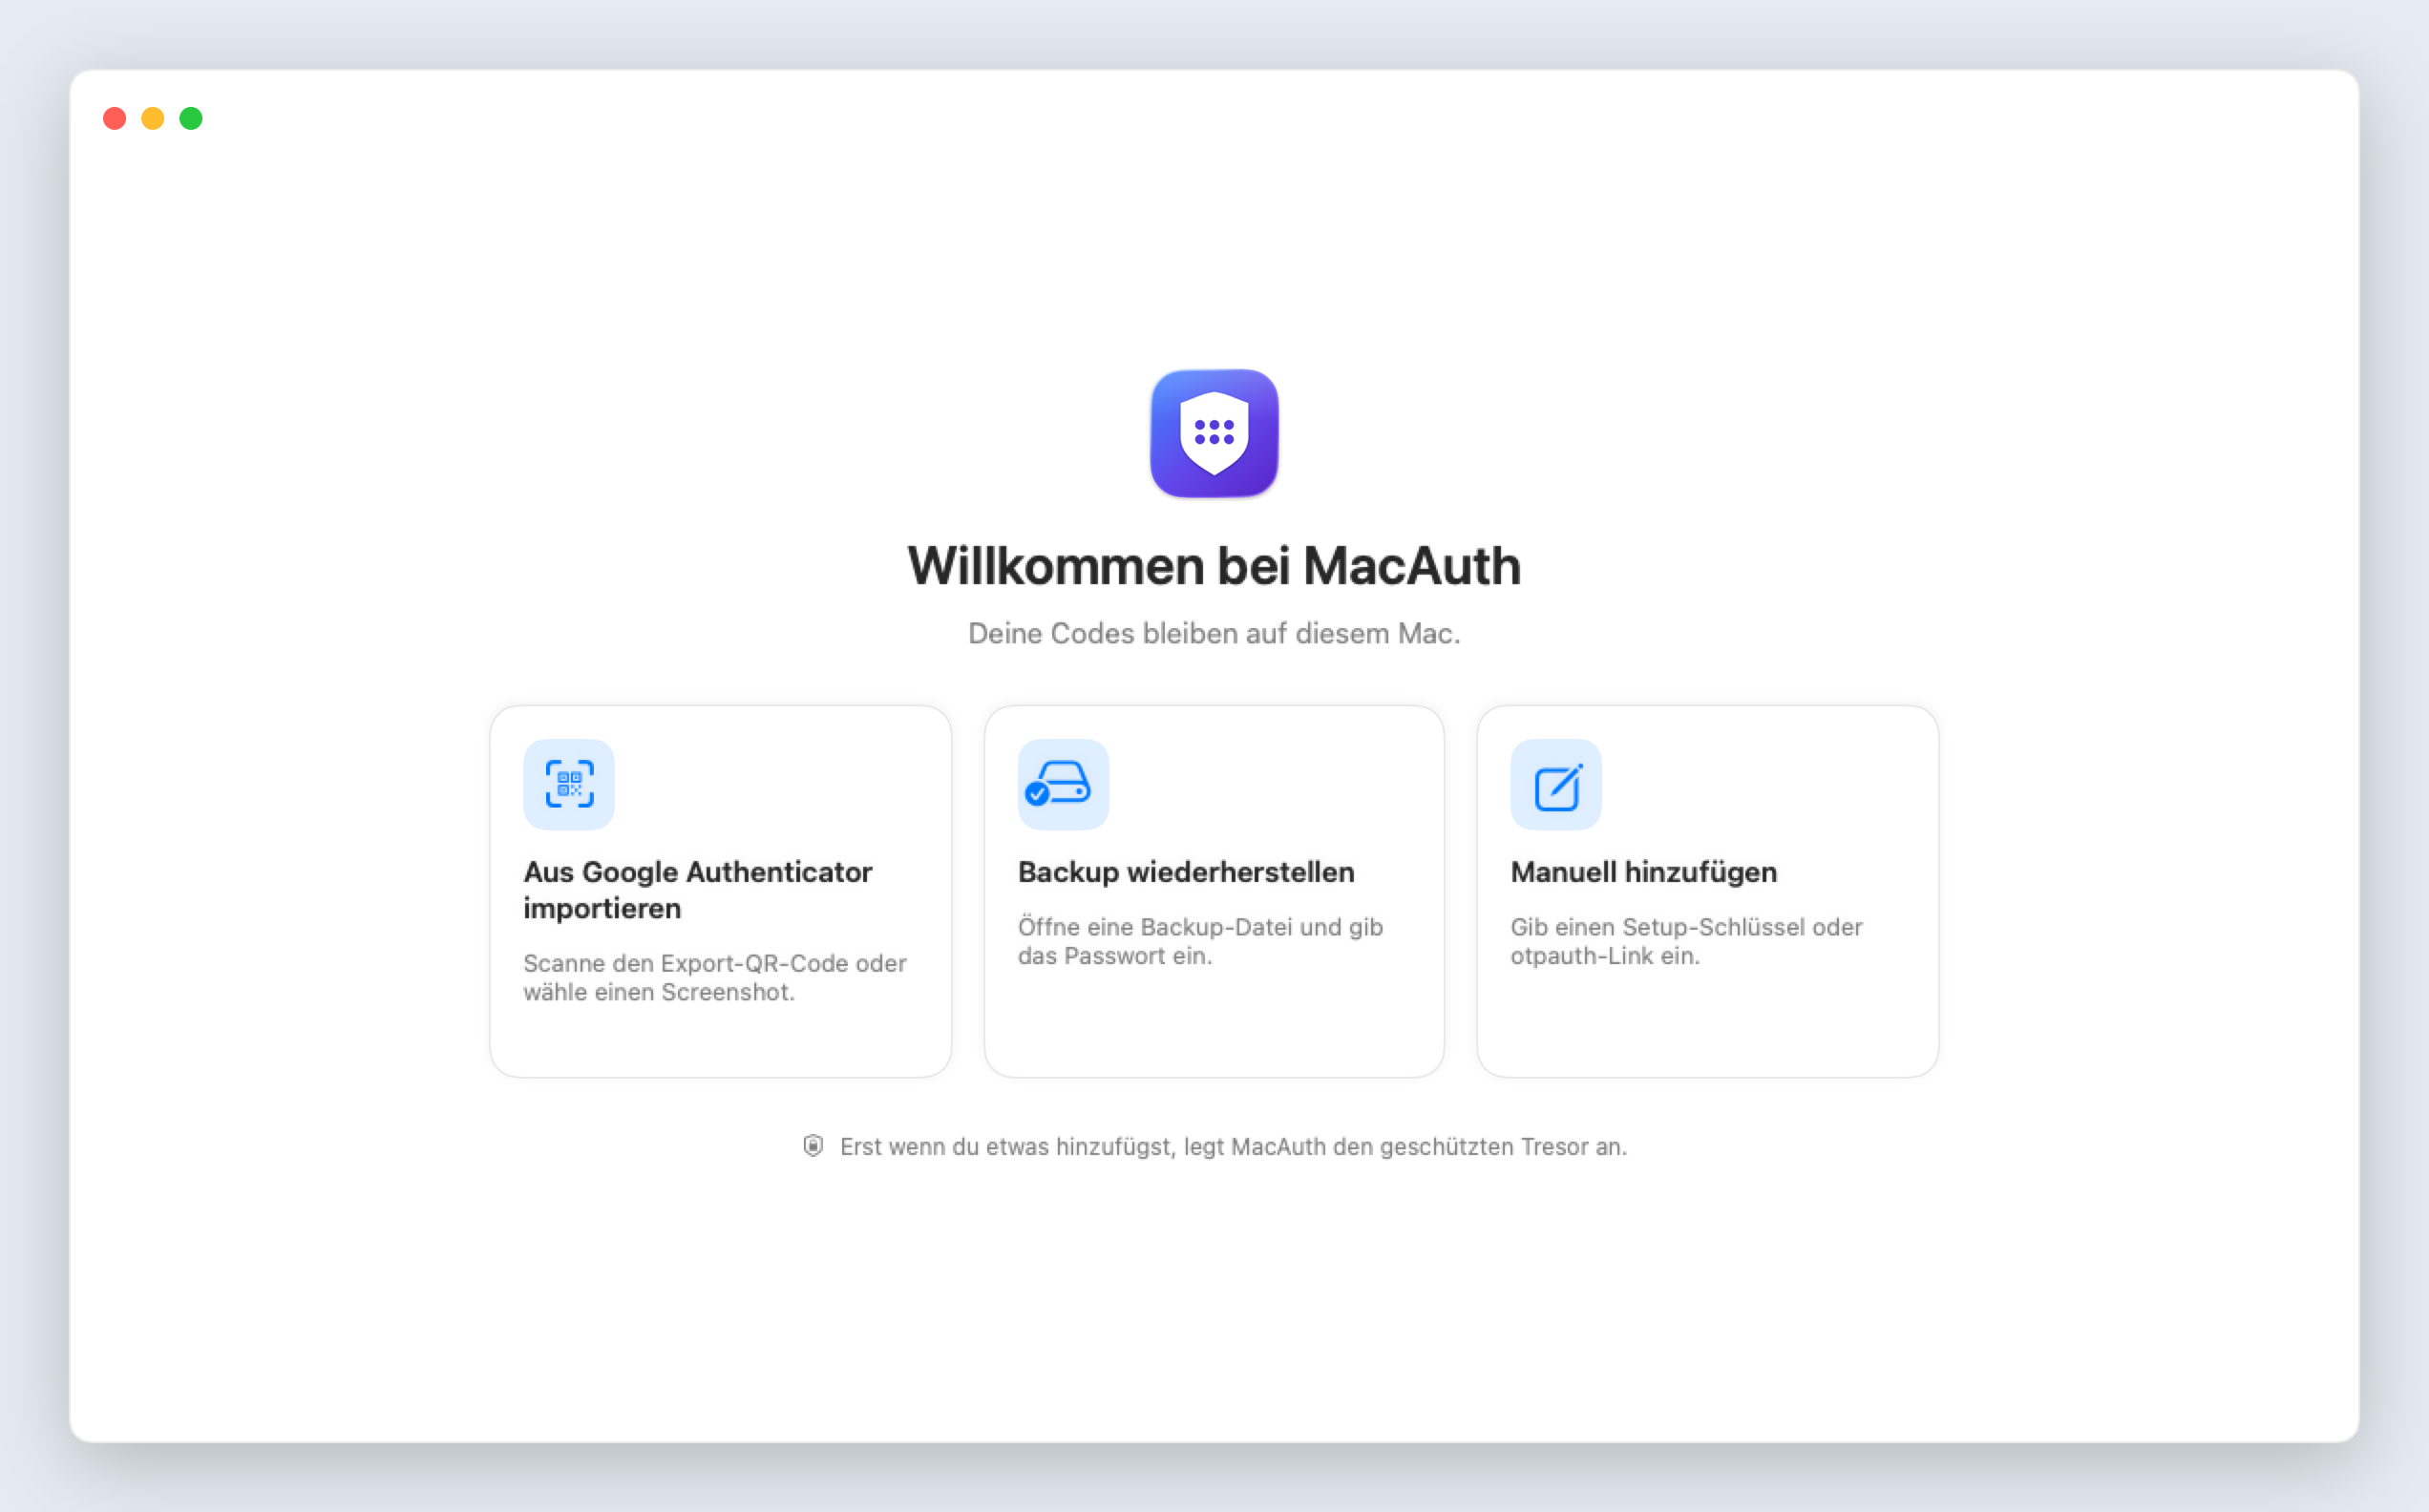 Willkommen bei MacAuth
Deine Codes bleiben auf diesem Mac.
Aus Google Authenticator
importieren
Scanne den Export-QR-Code oder
wähle einen Screenshot.
Backup wiederherstellen
Öffne eine Backup-Datei und gib
das Passwort ein.
Manuell hinzufügen
Gib einen Setup-Schlüssel oder
otpauth-Link ein.
Erst wenn du etwas hinzufügst, legt MacAuth den geschützten Tresor an.